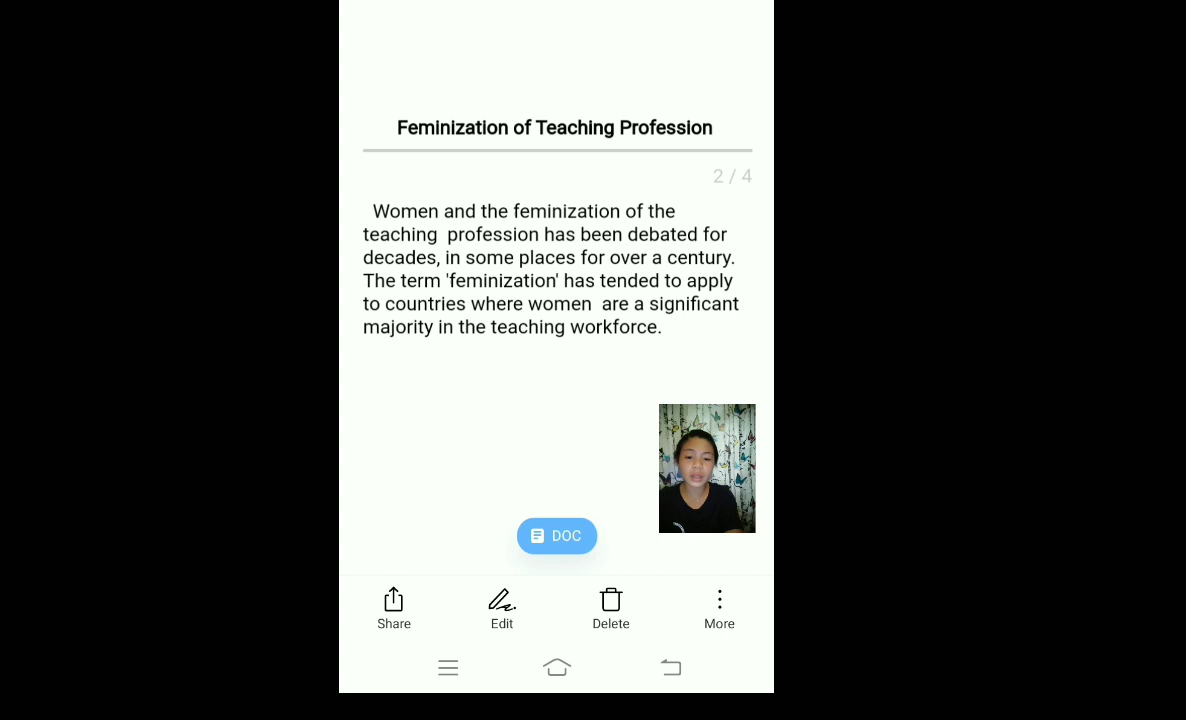 Feminization of Teaching Profession
2 / 4
Women and the feminization of the
teaching  profession has been debated for
decades, in some places for over a century.
The term 'feminization' has tended to apply
to countries where women  are a significant
majority in the teaching workforce.
DOC
Share
Edit
Delete
More